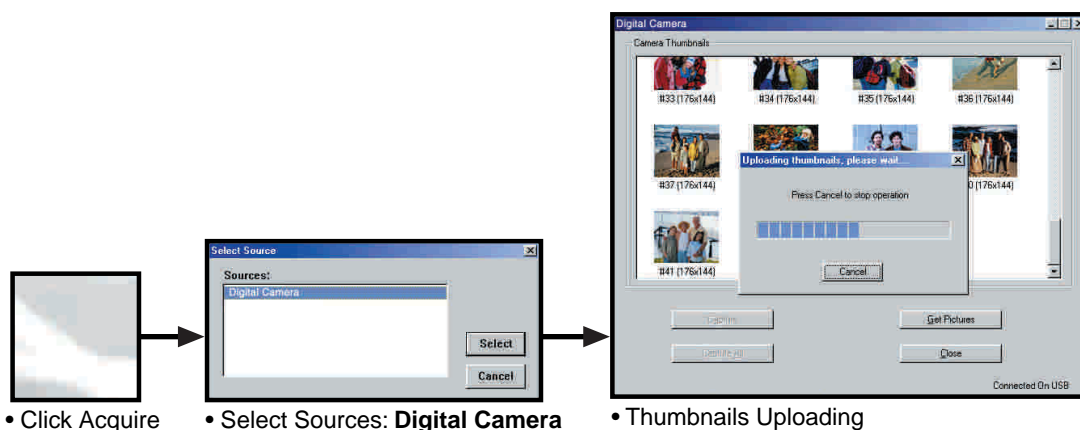 Digital Camera
Camera Thumbnails
#33 (176x144)
#34 (176x144)
#35 (176x144)
#36 (176x144)
#37 (176x144)
0 (176x144)
#41 (176x144)
Uploading thumbnails, please wait....
Press Cancel to stop operation
Cancel
Get Pictures
Close
Connected On USB
Select Source
Sources:
Digital Camera
Select
Cancel
• Click Acquire
• Select Sources: Digital Camera
• Thumbnails Uploading